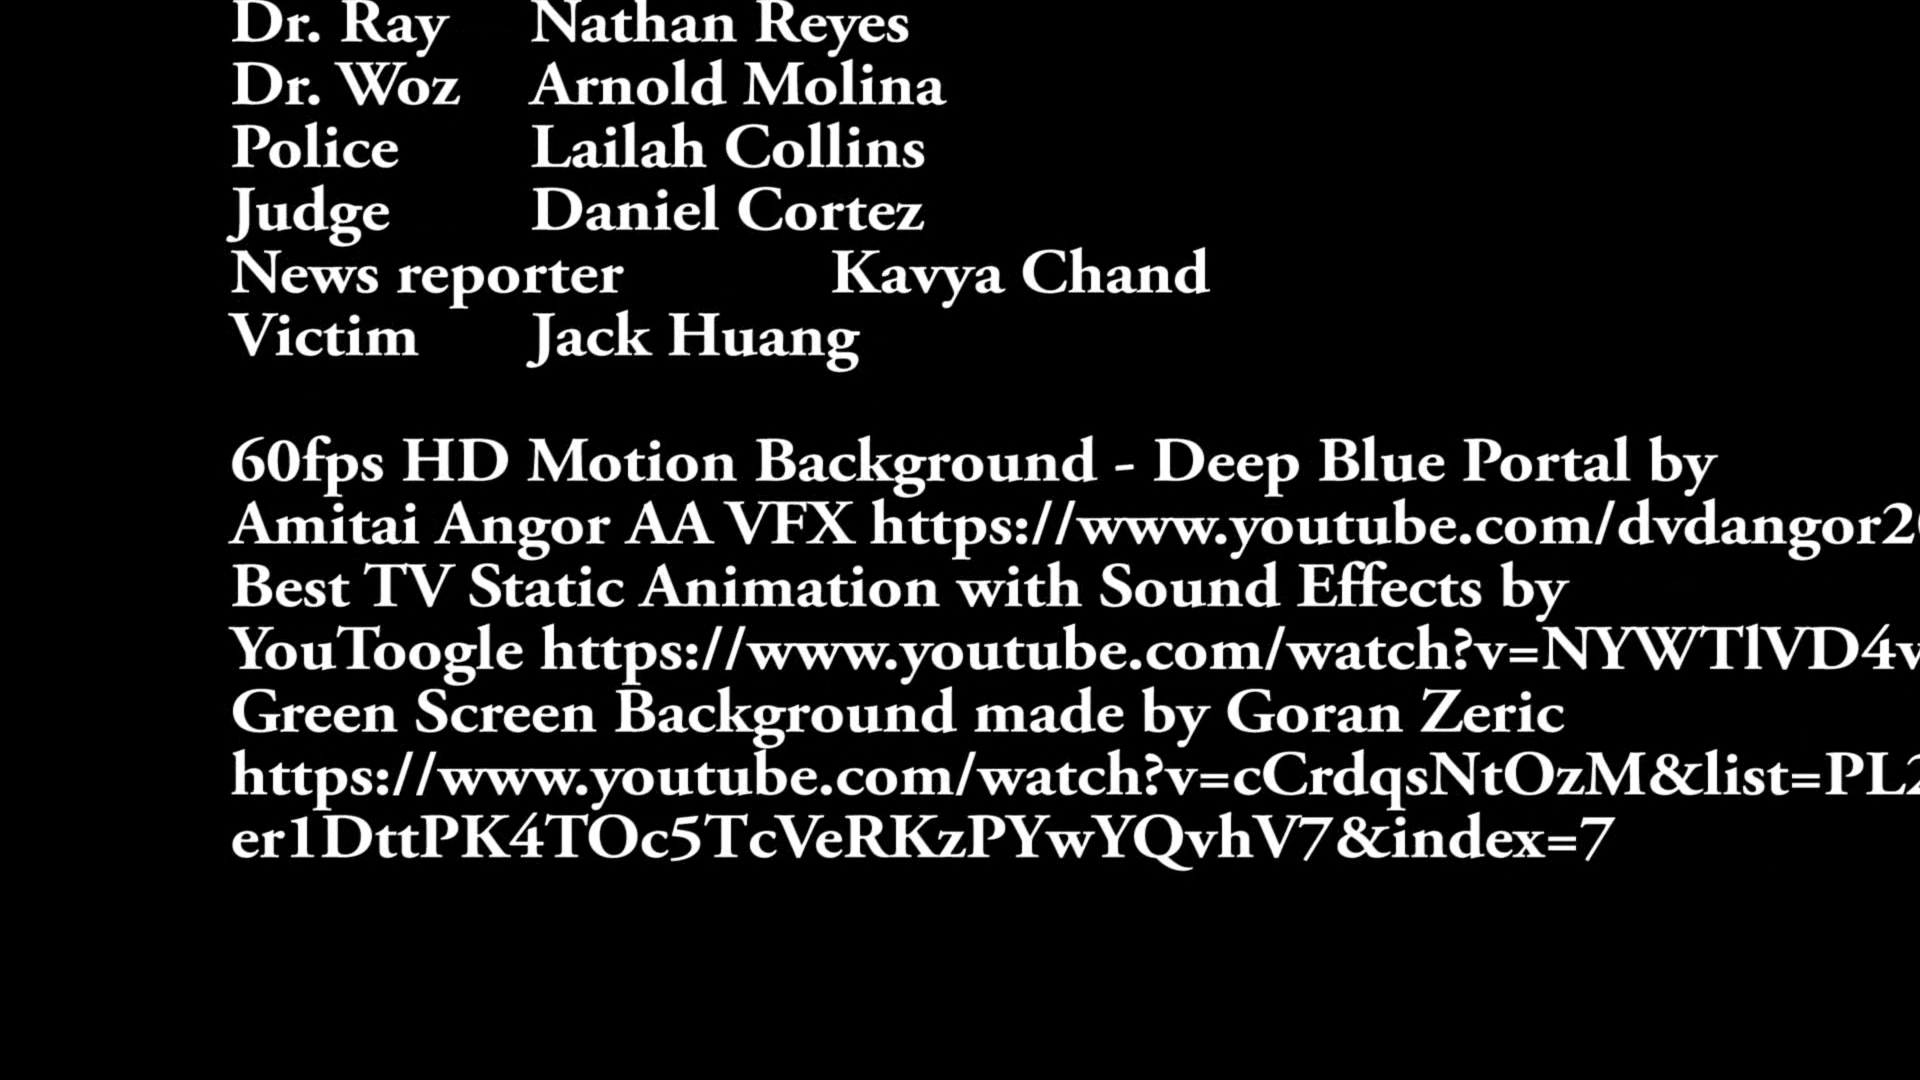 Dr. Ray Nathan Reyes
Dr. Woz Arnold Molina
Police Lailah Collins
Judge Daniel Cortez
News reporter Kavya Chand
Victim Jack Huang
60fps HD Motion Background - Deep Blue Portal by
Amitai Angor AA VFX https://www.youtube.com/dvdangor2
Best TV Static Animation with Sound Effects by
YouToogle https://www.youtube.com/watch?v=NYWTlVD4v
Green Screen Background made by Goran Zeric
https://www.youtube.com/watch?v=cCrdqsNtOzM&list=PL2
er1DttPK4TOc5TcVeRKzPYwYQvhV7&index=7